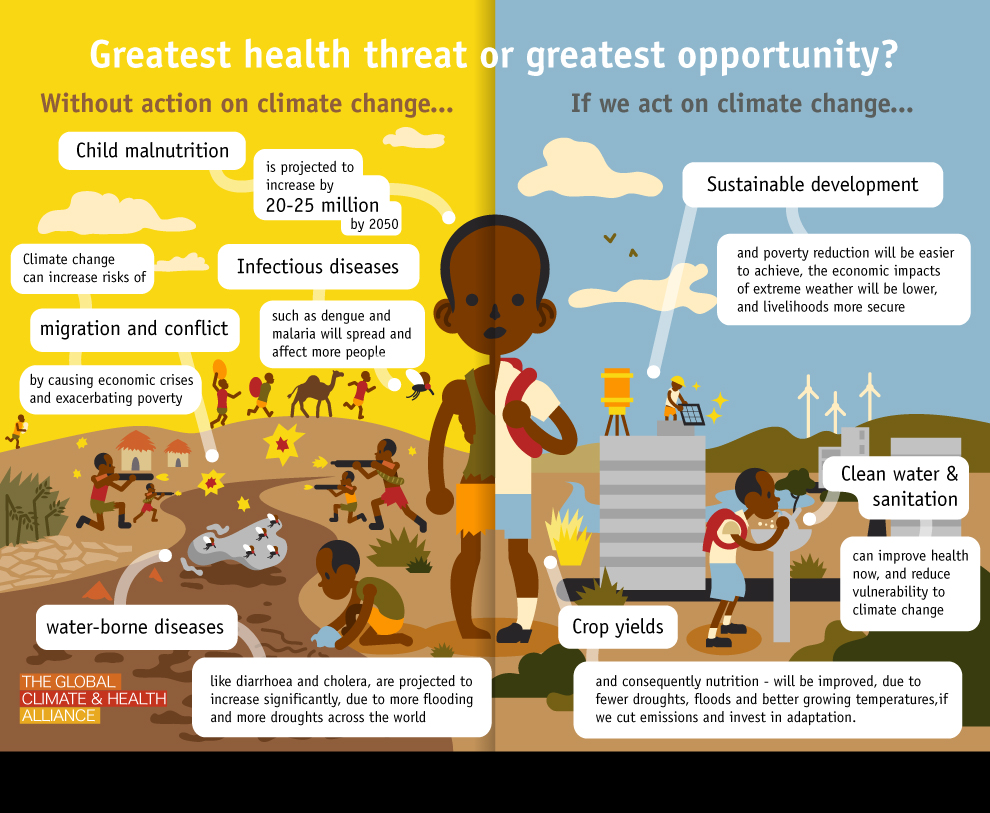 Greatest health threat or greatest opportunity?
Without action on climate change...
Child malnutrition
is projected to
increase by
20-25 million
by 2050
Climate change
can increase risks of
migration and conflict
by causing economic crises
and exacerbating poverty
Infectious diseases
such as dengue and
malaria will spread and
affect more people
water-borne diseases
like diarrhoea and cholera, are projected to
increase significantly, due to more flooding
and more droughts across the world
THE GLOBAL
CLIMATE & HEALTH
ALLIANCE
If we act on climate change...
Sustainable development
and poverty reduction will be easier
to achieve, the economic impacts
of extreme weather will be lower,
and livelihoods more secure
Clean water &
sanitation
can improve health
now, and reduce
vulnerability to
climate change
Crop yields
and consequently nutrition - will be improved, due to
fewer droughts, floods and better growing temperatures,if
we cut emissions and invest in adaptation.